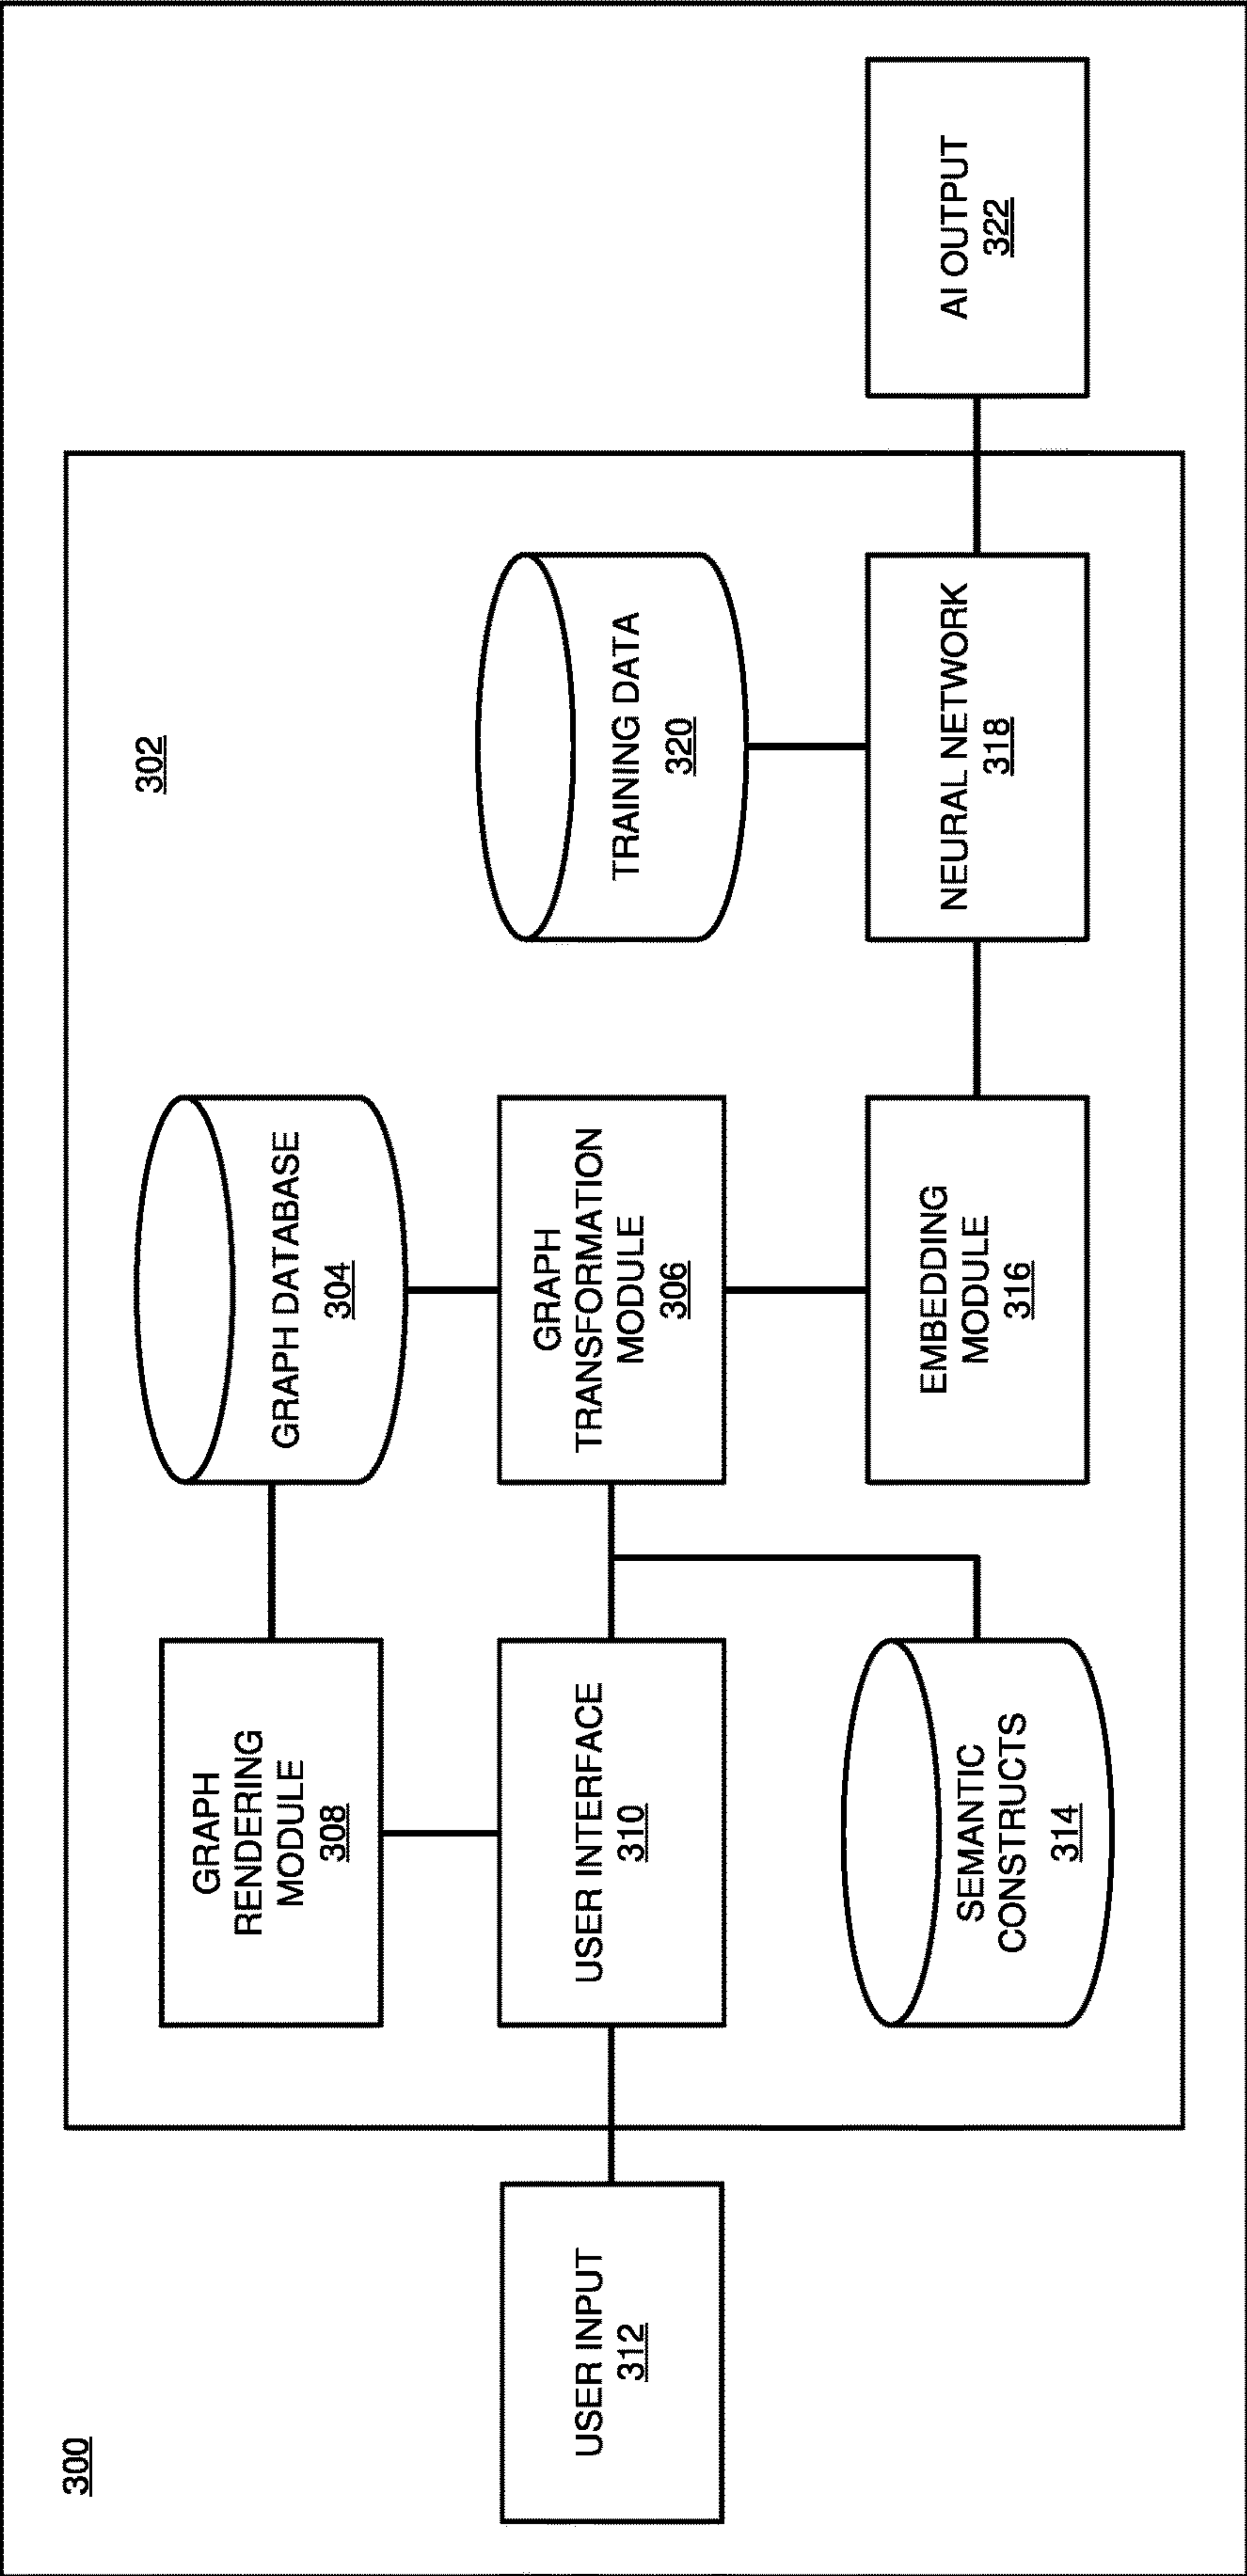 300
302
GRAPH
RENDERING
MODULE
308
GRAPH DATABASE
304
USER INPUT
312
USER INTERFACE
310
GRAPH
TRANSFORMATION
MODULE
306
TRAINING DATA
320
SEMANTIC
CONSTRUCTS
314
EMBEDDING
MODULE
316
NEURAL NETWORK
318
AI OUTPUT
322